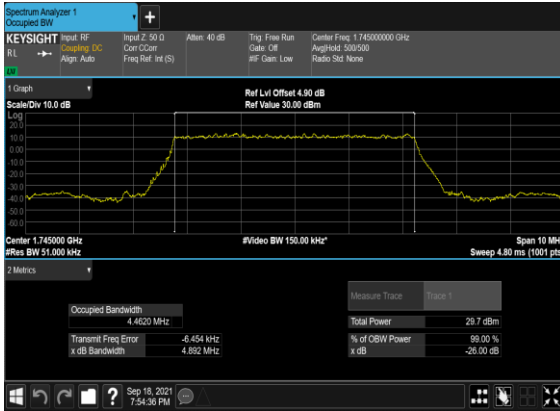 Spectrum Analyzer 1
Occupied BW
+
KEYSIGHT Input: RF Input Z: 50 Ω Atten: 40 dB Trig: Free Run Center Freq: 1.745000000 GHz
RL Coupling: DC Corr CCorr Gate: Off Avg|Hold: 500/500
Align: Auto Freq Ref: Int (S) #IF Gain: Low Radio Std: None
1 Graph
Ref Lvl Offset 4.90 dB
Scale/Div 10.0 dB Ref Value 30.00 dBm
Log
20.0
10.0
0.00
-10.0
-20.0
-30.0
-40.0
-50.0
-60.0
Center 1.745000 GHz #Video BW 150.00 kHz* Span 10 MH
#Res BW 51.000 kHz Sweep 4.80 ms (1001 pts
2 Metrics
Measure Trace Trace 1
Occupied Bandwidth
4.4620 MHz Total Power 29.7 dBm
Transmit Freq Error -6.454 kHz % of OBW Power 99.00 %
x dB Bandwidth 4.892 MHz x dB -26.00 dB
? Sep 18, 2021
7:54:36 PM